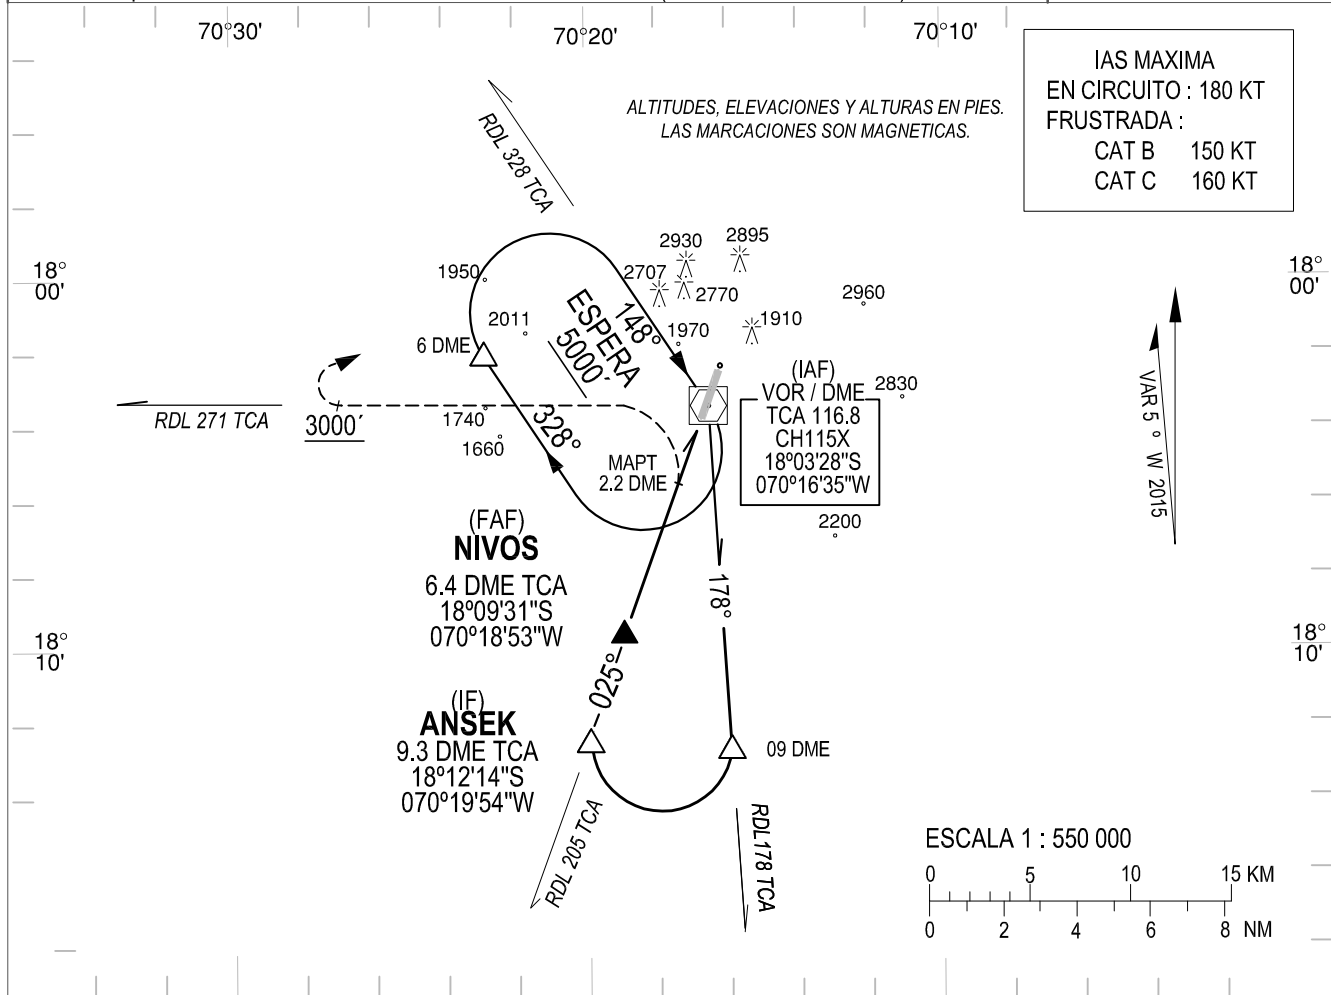 70°30'
70°20'
70°10'
IAS MAXIMA
EN CIRCUITO : 180 KT
FRUSTRADA :
CAT B 150 KT
CAT C 160 KT
ALTITUDES, ELEVACIONES Y ALTURAS EN PIES.
LAS MARCACIONES SON MAGNETICAS.
RDL 328 TCA
2930
2895
18°
00'
1950
2707
2770
18°
00'
2960
2011
ESPERA
5000´
148°
1970
1910
6 DME
(IAF)
VOR / DME
TCA 116.8
CH115X
18°03'28"S
070°16'35"W
2830
VAR 5 ° W 2015
RDL 271 TCA
3000´
1740
1660
328°
MAPT
2.2 DME
2200
(FAF)
NIVOS
6.4 DME TCA
18º09'31"S
070º18'53"W
178°
18°
10'
18°
10'
025°
(IF)
ANSEK
9.3 DME TCA
18º12'14"S
070º19'54"W
09 DME
RDL 205 TCA
RDL178 TCA
ESCALA 1 : 550 000
0 5 10 15 KM
0 2 4 6 8 NM